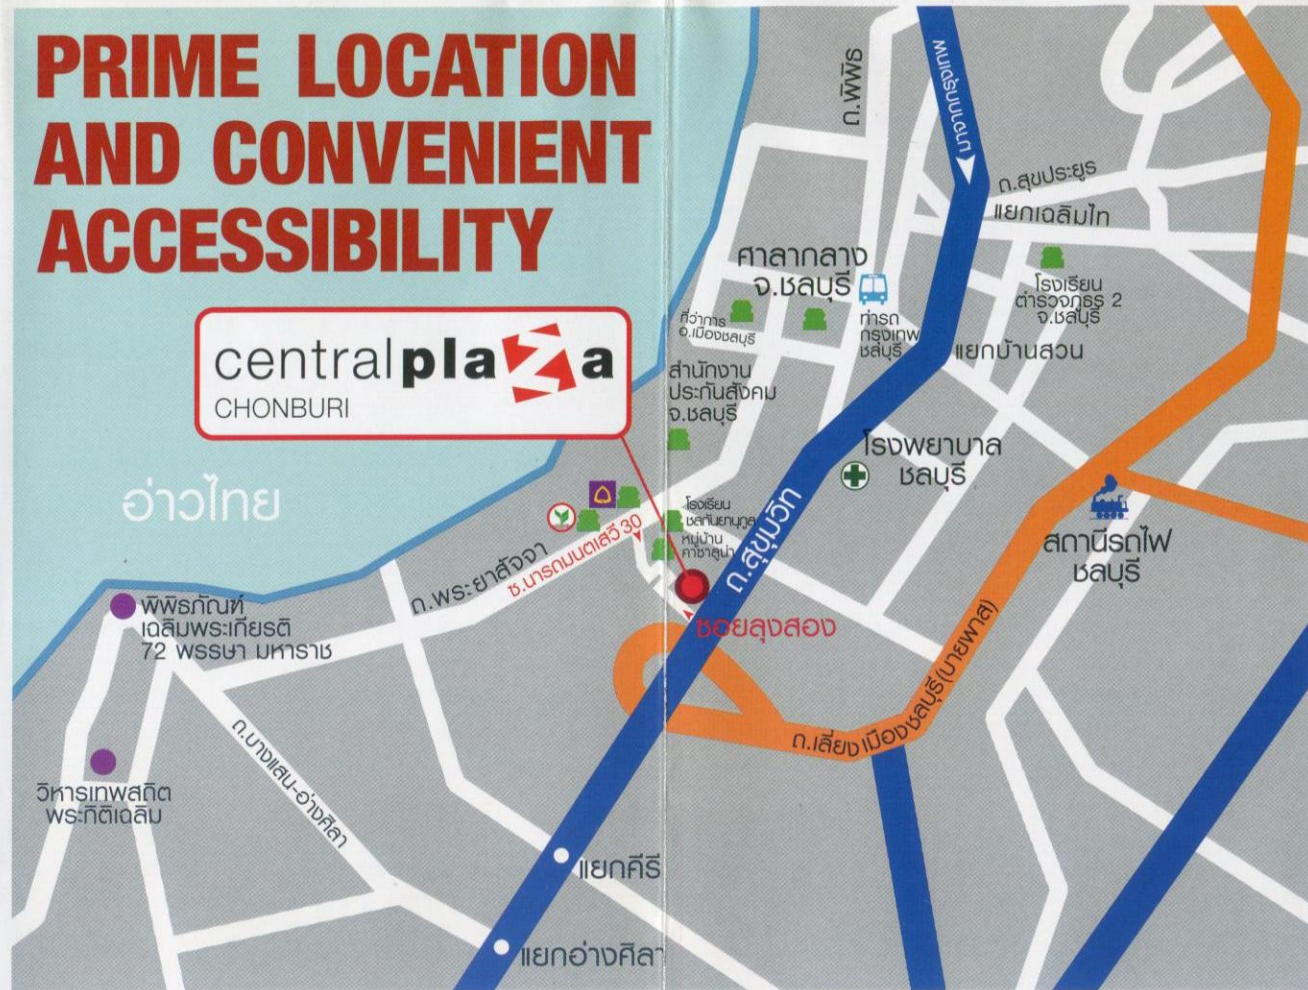 PRIME LOCATION
AND CONVENIENT
ACCESSIBILITY
centralplaza
CHONBURI
อ่าวไทย
ถ.พิพิธ
มาจากกรุงเทพ
ถ.สุขประยูร
แยกเฉลิมไท
ศาลากลาง
จ.ชลบุรี
โรงเรียน
ตำรวจภูธร 2
จ.ชลบุรี
ที่ว่าการ
อ.เมืองชลบุรี
ท่ารถ
กรุงเทพ
ชลบุรี
แยกบ้านสวน
สำนักงาน
ประกันสังคม
จ.ชลบุรี
โรงพยาบาล
ชลบุรี
โรงเรียน
ชลกันยานุกูล
หมู่บ้าน
คาซาลูน่า
ถ.สุขุมวิท
สถานีรถไฟ
ชลบุรี
ถ.พระยาสัจจา
ซ.นารถมนตเสวี 30
ซอยลุงสอง
พิพิธภัณฑ์
เฉลิมพระเกียรติ
72 พรรษา มหาราช
ถ.เลี่ยงเมืองชลบุรี(บายพาส)
ถ.บางแสน-อ่างศิลา
วิหารเทพสถิต
พระกิติเฉลิม
แยกคีรี
แยกอ่างศิลา